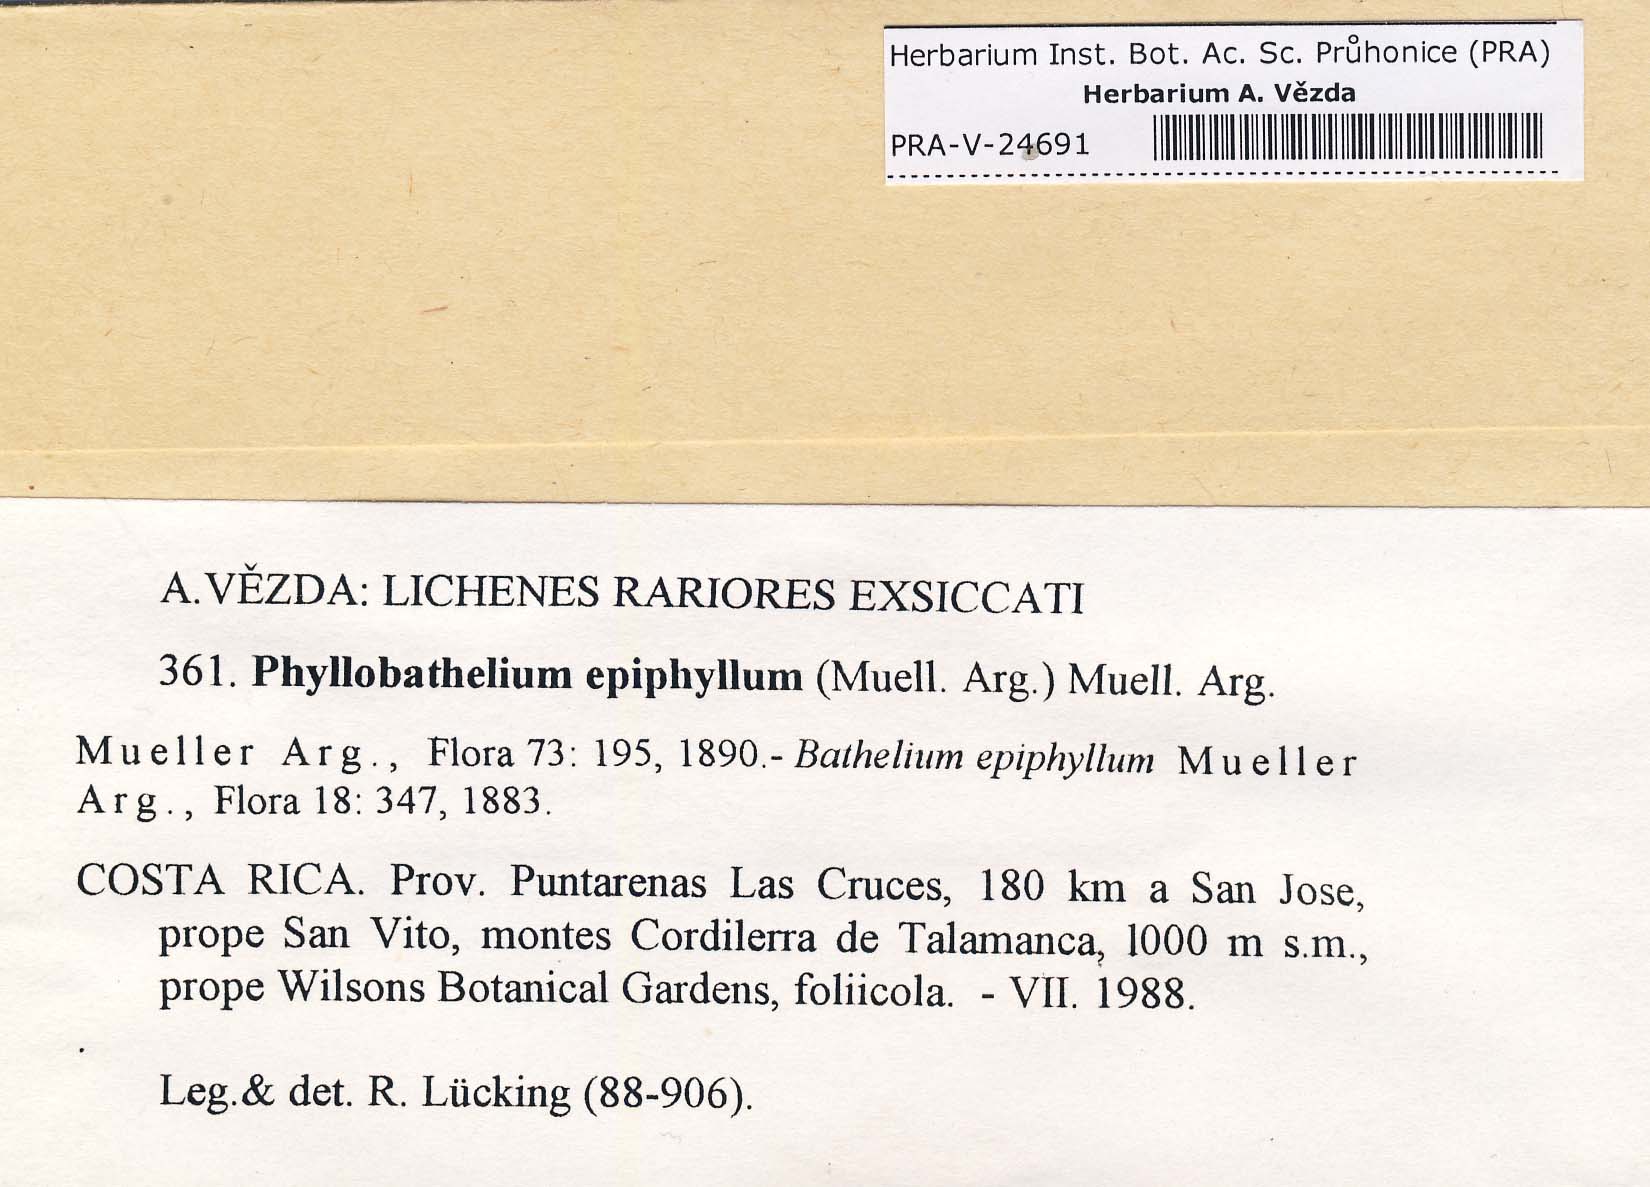 Herbarium Inst. Bot. Ac. Sc. Průhonice (PRA)
Herbarium A. Vězda
PRA-V-24691
A.VĚZDA: LICHENES RARIORES EXSICCATI
361. Phyllobathelium epiphyllum (Muell. Arg.) Muell. Arg.
Mueller Arg., Flora 73: 195, 1890.- Bathelium epiphyllum Mueller
Arg., Flora 18: 347, 1883.
COSTA RICA. Prov. Puntarenas Las Cruces, 180 km a San Jose,
prope San Vito, montes Cordilerra de Talamanca, 1000 m s.m.,
prope Wilsons Botanical Gardens, foliicola. - VII. 1988.
Leg.& det. R. Lücking (88-906).